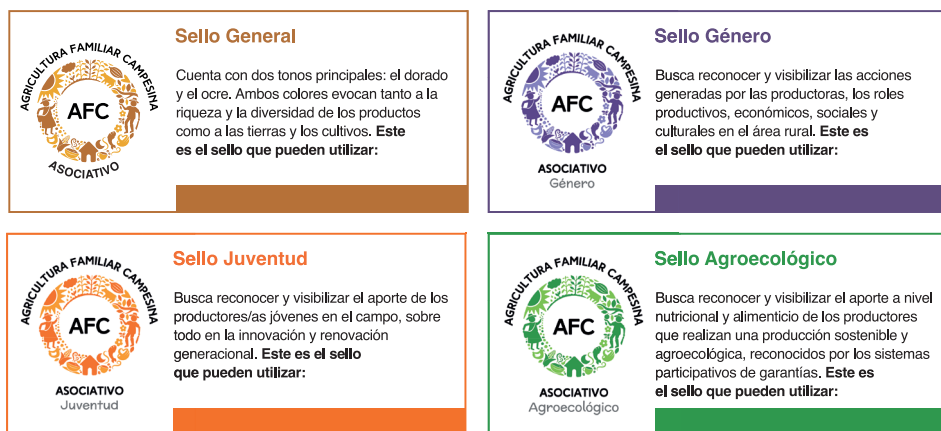 AGRICULTURA FAMILIAR CAMPESINA
AFC
ASOCIATIVO
Sello General
Cuenta con dos tonos principales: el dorado
y el ocre. Ambos colores evocan tanto a la
riqueza y la diversidad de los productos
como a las tierras y los cultivos. Este
es el sello que pueden utilizar:
AGRICULTURA FAMILIAR CAMPESINA
AFC
ASOCIATIVO
Género
Sello Género
Busca reconocer y visibilizar las acciones
generadas por las productoras, los roles
productivos, económicos, sociales y
culturales en el área rural. Este es
el sello que pueden utilizar:
AGRICULTURA FAMILIAR CAMPESINA
AFC
ASOCIATIVO
Juventud
Sello Juventud
Busca reconocer y visibilizar el aporte de los
productores/as jóvenes en el campo, sobre
todo en la innovación y renovación
generacional. Este es el sello
que pueden utilizar:
AGRICULTURA FAMILIAR CAMPESINA
AFC
ASOCIATIVO
Agroecológico
Sello Agroecológico
Busca reconocer y visibilizar el aporte a nivel
nutricional y alimenticio de los productores
que realizan una producción sostenible y
agroecológica, reconocidos por los sistemas
participativos de garantías. Este es
el sello que pueden utilizar: